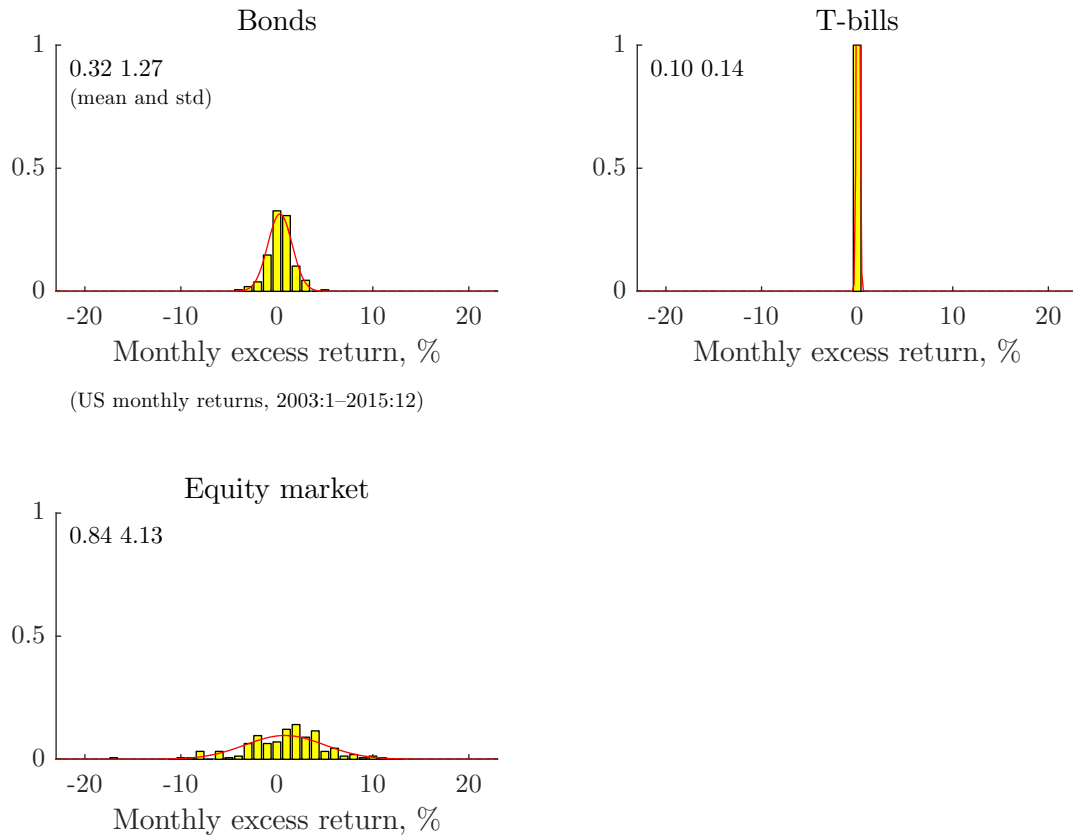 Bonds
1
0.32 1.27
(mean and std)
0.5
0
-20 -10 0 10 20
Monthly excess return, %
(US monthly returns, 2003:1–2015:12)
T-bills
1
0.10 0.14
0.5
0
-20 -10 0 10 20
Monthly excess return, %
Equity market
1
0.84 4.13
0.5
0
-20 -10 0 10 20
Monthly excess return, %